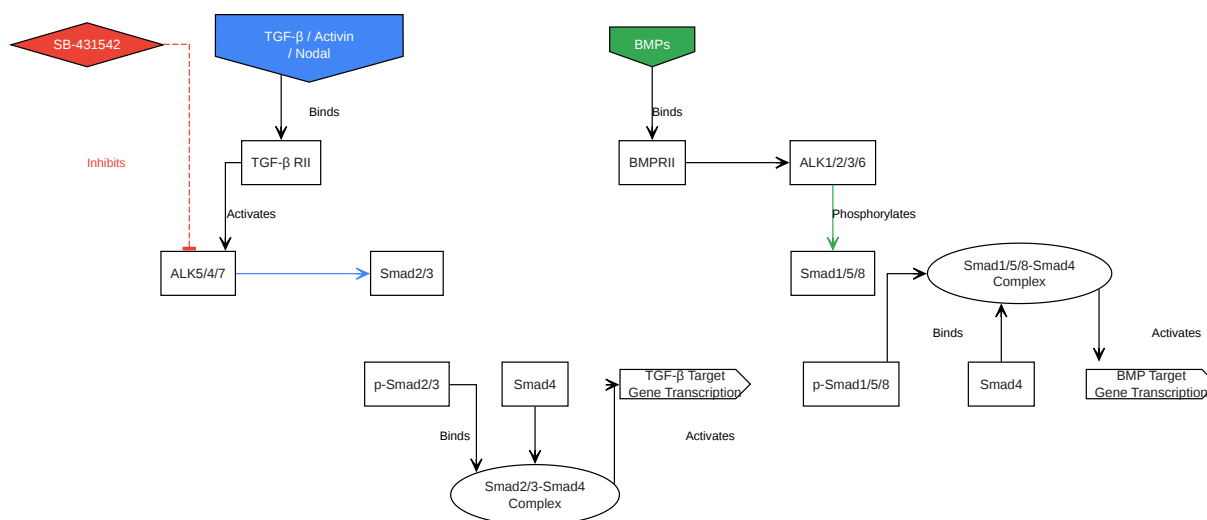 SB-431542
TGF-β / Activin
/ Nodal
BMPs
Binds
Binds
Inhibits
TGF-β RII
BMPRII
ALK1/2/3/6
Activates
Phosphorylates
ALK5/4/7
Smad2/3
Smad1/5/8
Smad1/5/8-Smad4
Complex
Binds
Activates
p-Smad2/3
Smad4
TGF-β Target
Gene Transcription
p-Smad1/5/8
Smad4
BMP Target
Gene Transcription
Binds
Activates
Smad2/3-Smad4
Complex